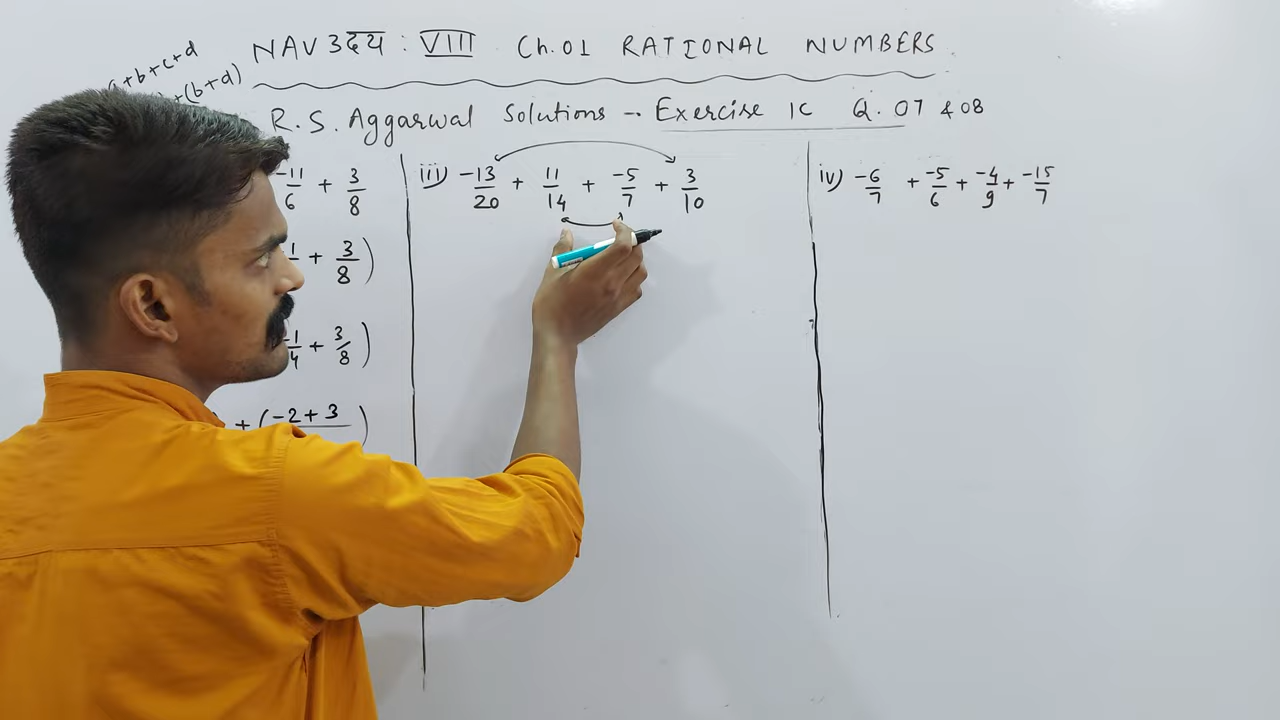 NAV उदय : VIII Ch.01 RATIONAL NUMBERS
a+b+c+d
+(b+d)
R.S. Aggarwal Solutions -- Exercise 1C Q. 07 & 08
-11/6 + 3/8
+ 3/8)
-1/4 + 3/8)
+ (-2+3
iii) -13/20 + 11/14 + -5/7 + 3/10
iv) -6/7 + -5/6 + -4/9 + -15/7